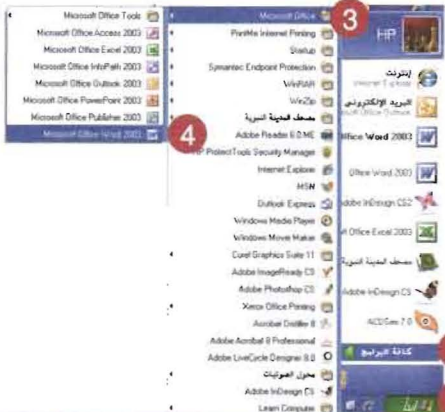 Microsoft Office Tools
Microsoft Office Access 2003
Microsoft Office Excel 2003
Microsoft Office InfoPath 2003
Microsoft Office Outlook 2003
Microsoft Office PowerPoint 2003
Microsoft Office Publisher 2003
Microsoft Office Word 2003
4
Microsoft Office
3
PrintMe Internet Printing
Startup
Symantec Endpoint Protection
WinRAR
WinZip
مصحف المدينة النبوية
Adobe Reader 6.0 ME
HP ProtectTools Security Manager
Internet Explorer
MSN
Outlook Express
Windows Media Player
Windows Movie Maker
Corel Graphics Suite 11
Adobe ImageReady CS
Adobe Photoshop CS
Xerox Office Printing
Acrobat Distiller 8
Adobe Acrobat 8 Professional
Adobe LiveCycle Designer 8.0
محول الصوتيات
Adobe InDesign CS
Learn Computer
HP
إنترنت
Internet Explorer
البريد الإلكتروني
Microsoft Office Outlook
Office Word 2003
Office Word 2003
Adobe InDesign CS2
Office Excel 2003
مصحف المدينة النبوية
Adobe InDesign CS
ACDSee 7.0
كافة البرامج
ابدأ